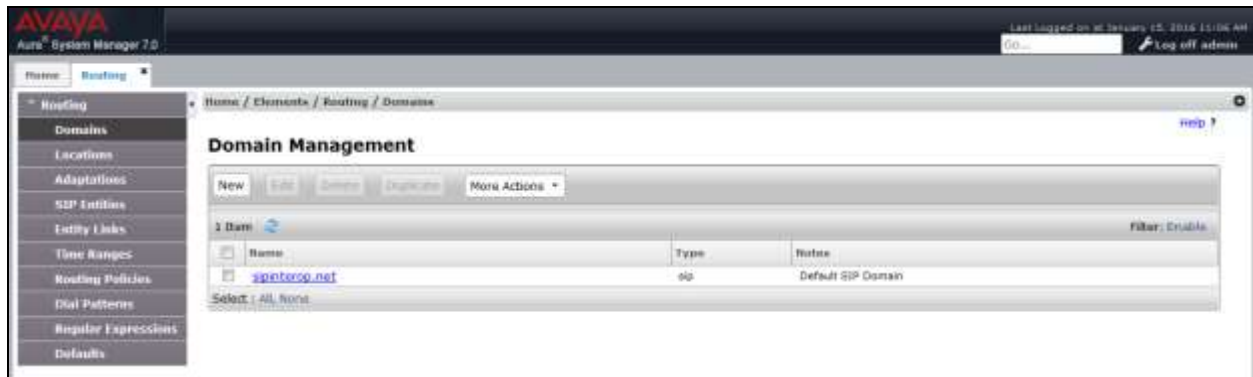 AVAYA
Aura® System Manager 7.0
Last Logged on at January 15, 2016 11:06 AM
Go...
Log off admin
Home
Routing
Routing
Domains
Locations
Adaptations
SIP Entities
Entity Links
Time Ranges
Routing Policies
Dial Patterns
Regular Expressions
Defaults
Home / Elements / Routing / Domains
Help ?
Domain Management
New Edit Delete Duplicate More Actions
1 Item
Filter: Enable
Name Type Notes
sipinterop.net sip Default SIP Domain
Select : All, None